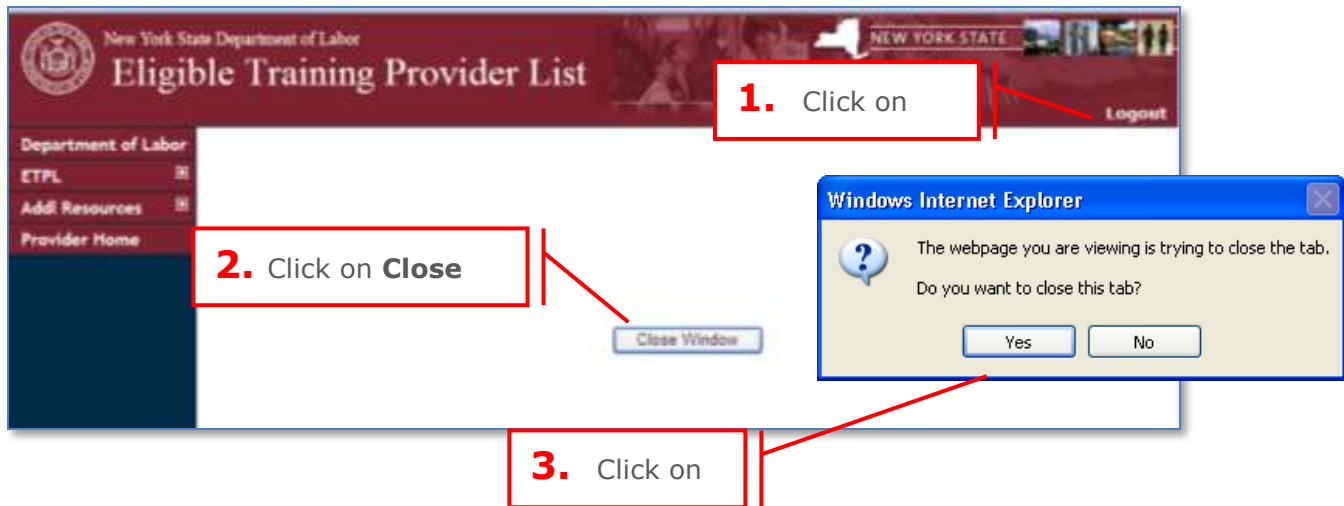 New York State Department of Labor
Eligible Training Provider List
NEW YORK STATE
1. Click on
Logout
Department of Labor
ETPL
Addl Resources
Provider Home
2. Click on Close
Close Window
Windows Internet Explorer
The webpage you are viewing is trying to close the tab.
Do you want to close this tab?
Yes
No
3. Click on